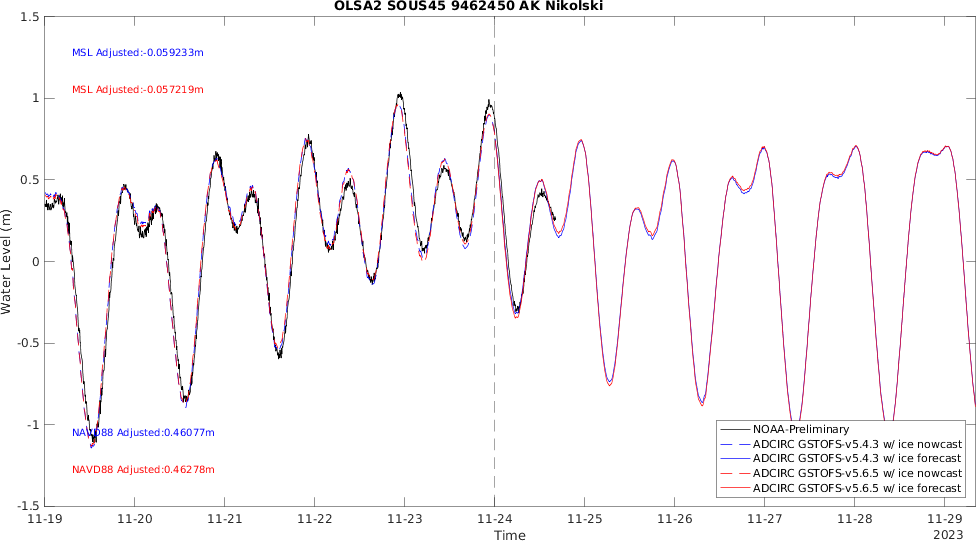 OLSA2 SOUS45 9462450 AK Nikolski
1.5
MSL Adjusted:-0.059233m
MSL Adjusted:-0.057219m
1
0.5
0
-0.5
-1
-1.5
Water Level (m)
NAVD88 Adjusted:0.46077m
NAVD88 Adjusted:0.46278m
NOAA-Preliminary
ADCIRC GSTOFS-v5.4.3 w/ ice nowcast
ADCIRC GSTOFS-v5.4.3 w/ ice forecast
ADCIRC GSTOFS-v5.6.5 w/ ice nowcast
ADCIRC GSTOFS-v5.6.5 w/ ice forecast
11-19 11-20 11-21 11-22 11-23 11-24 11-25 11-26 11-27 11-28 11-29
Time
2023